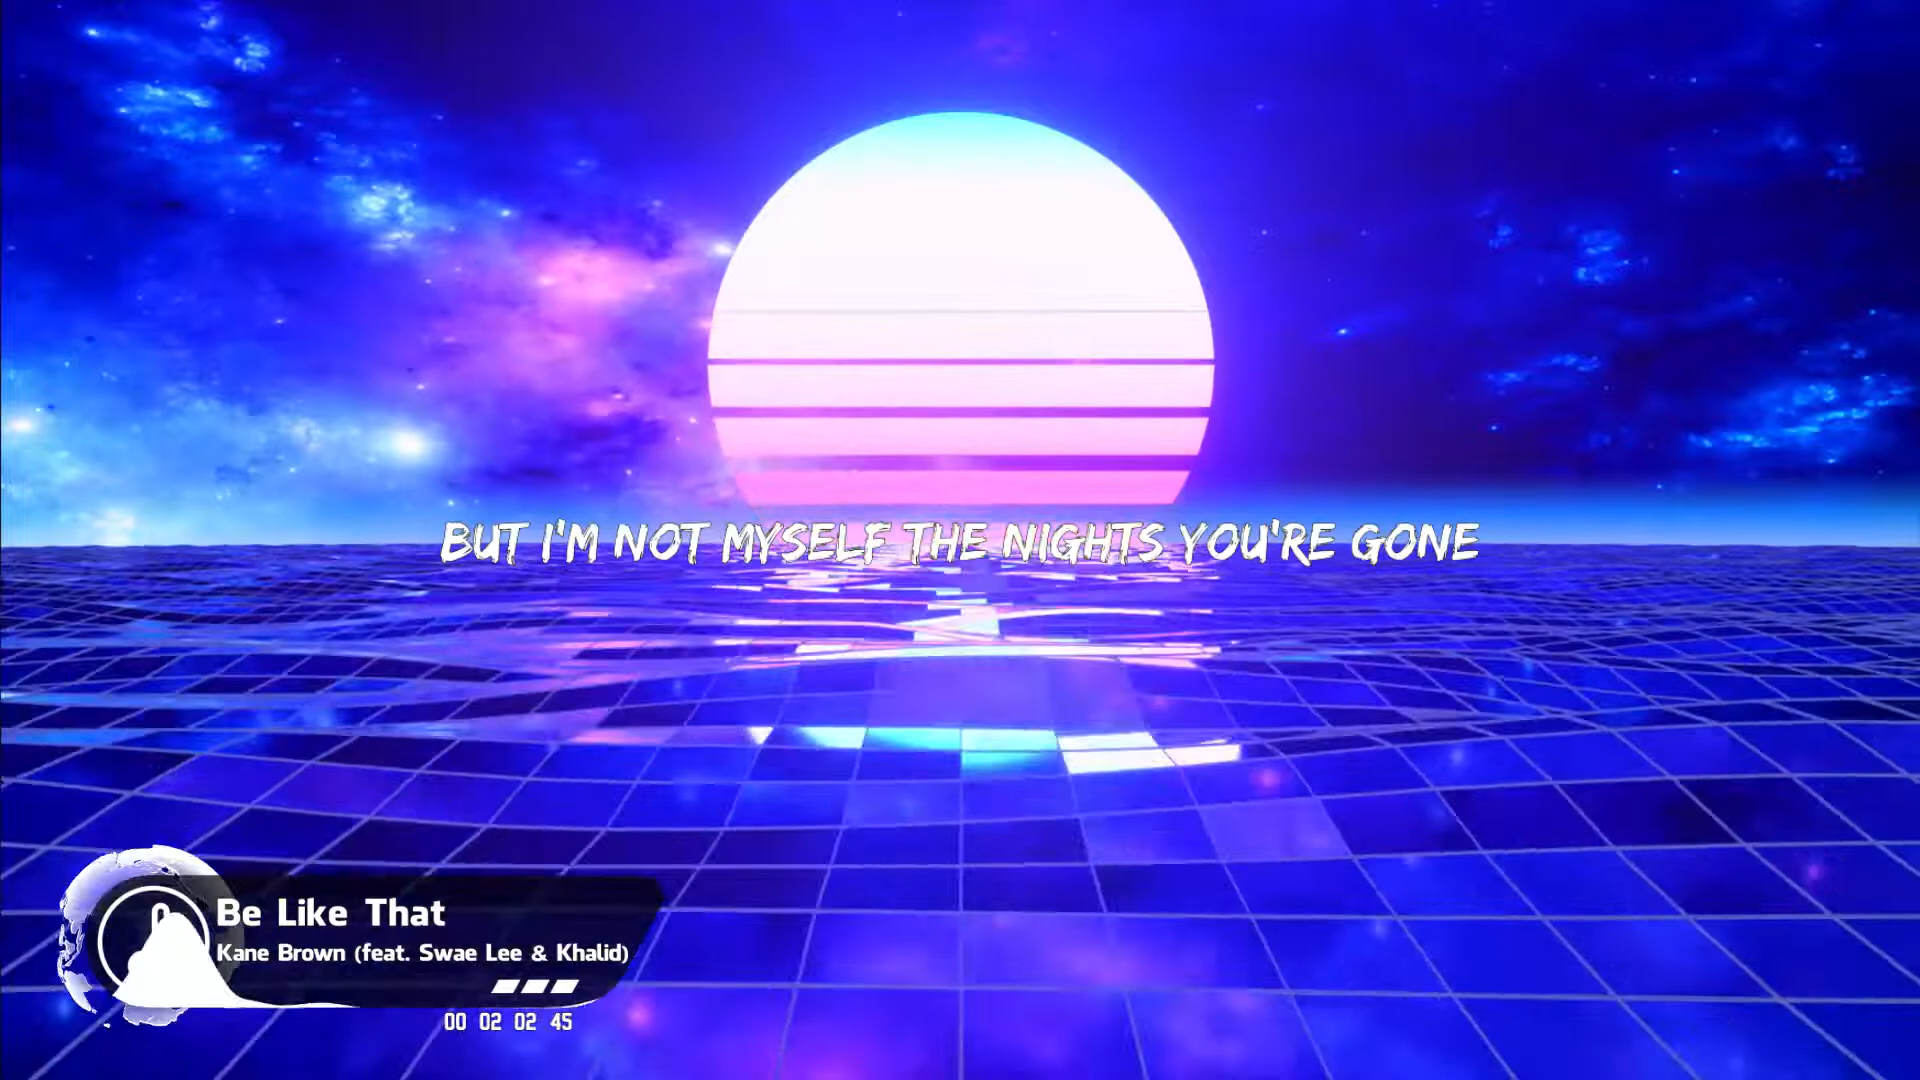 BUT I'M NOT MYSELF THE NIGHTS YOU'RE GONE
Be Like That
Kane Brown (feat. Swae Lee & Khalid)
00 02 02 45